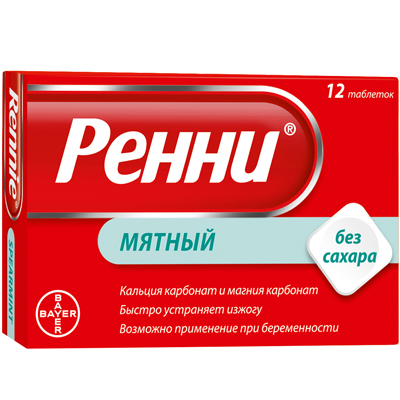 12 таблеток
Ренни®
МЯТНЫЙ
без
сахара
Кальция карбонат и магния карбонат
Быстро устраняет изжогу
Возможно применение при беременности
Rennie
SPEARMINT
BAYER
BAYER